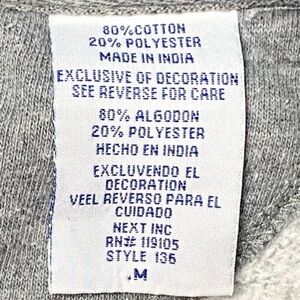 80% COTTON
20% POLYESTER
MADE IN INDIA
EXCLUSIVE OF DECORATION
SEE REVERSE FOR CARE
80% ALGODON
20% POLYESTER
HECHO EN INDIA
EXCLUVENDO EL
DECORATION
VEEL REVERSO PARA EL
CUIDADO
NEXT INC
RN# 119105
STYLE 136
.M